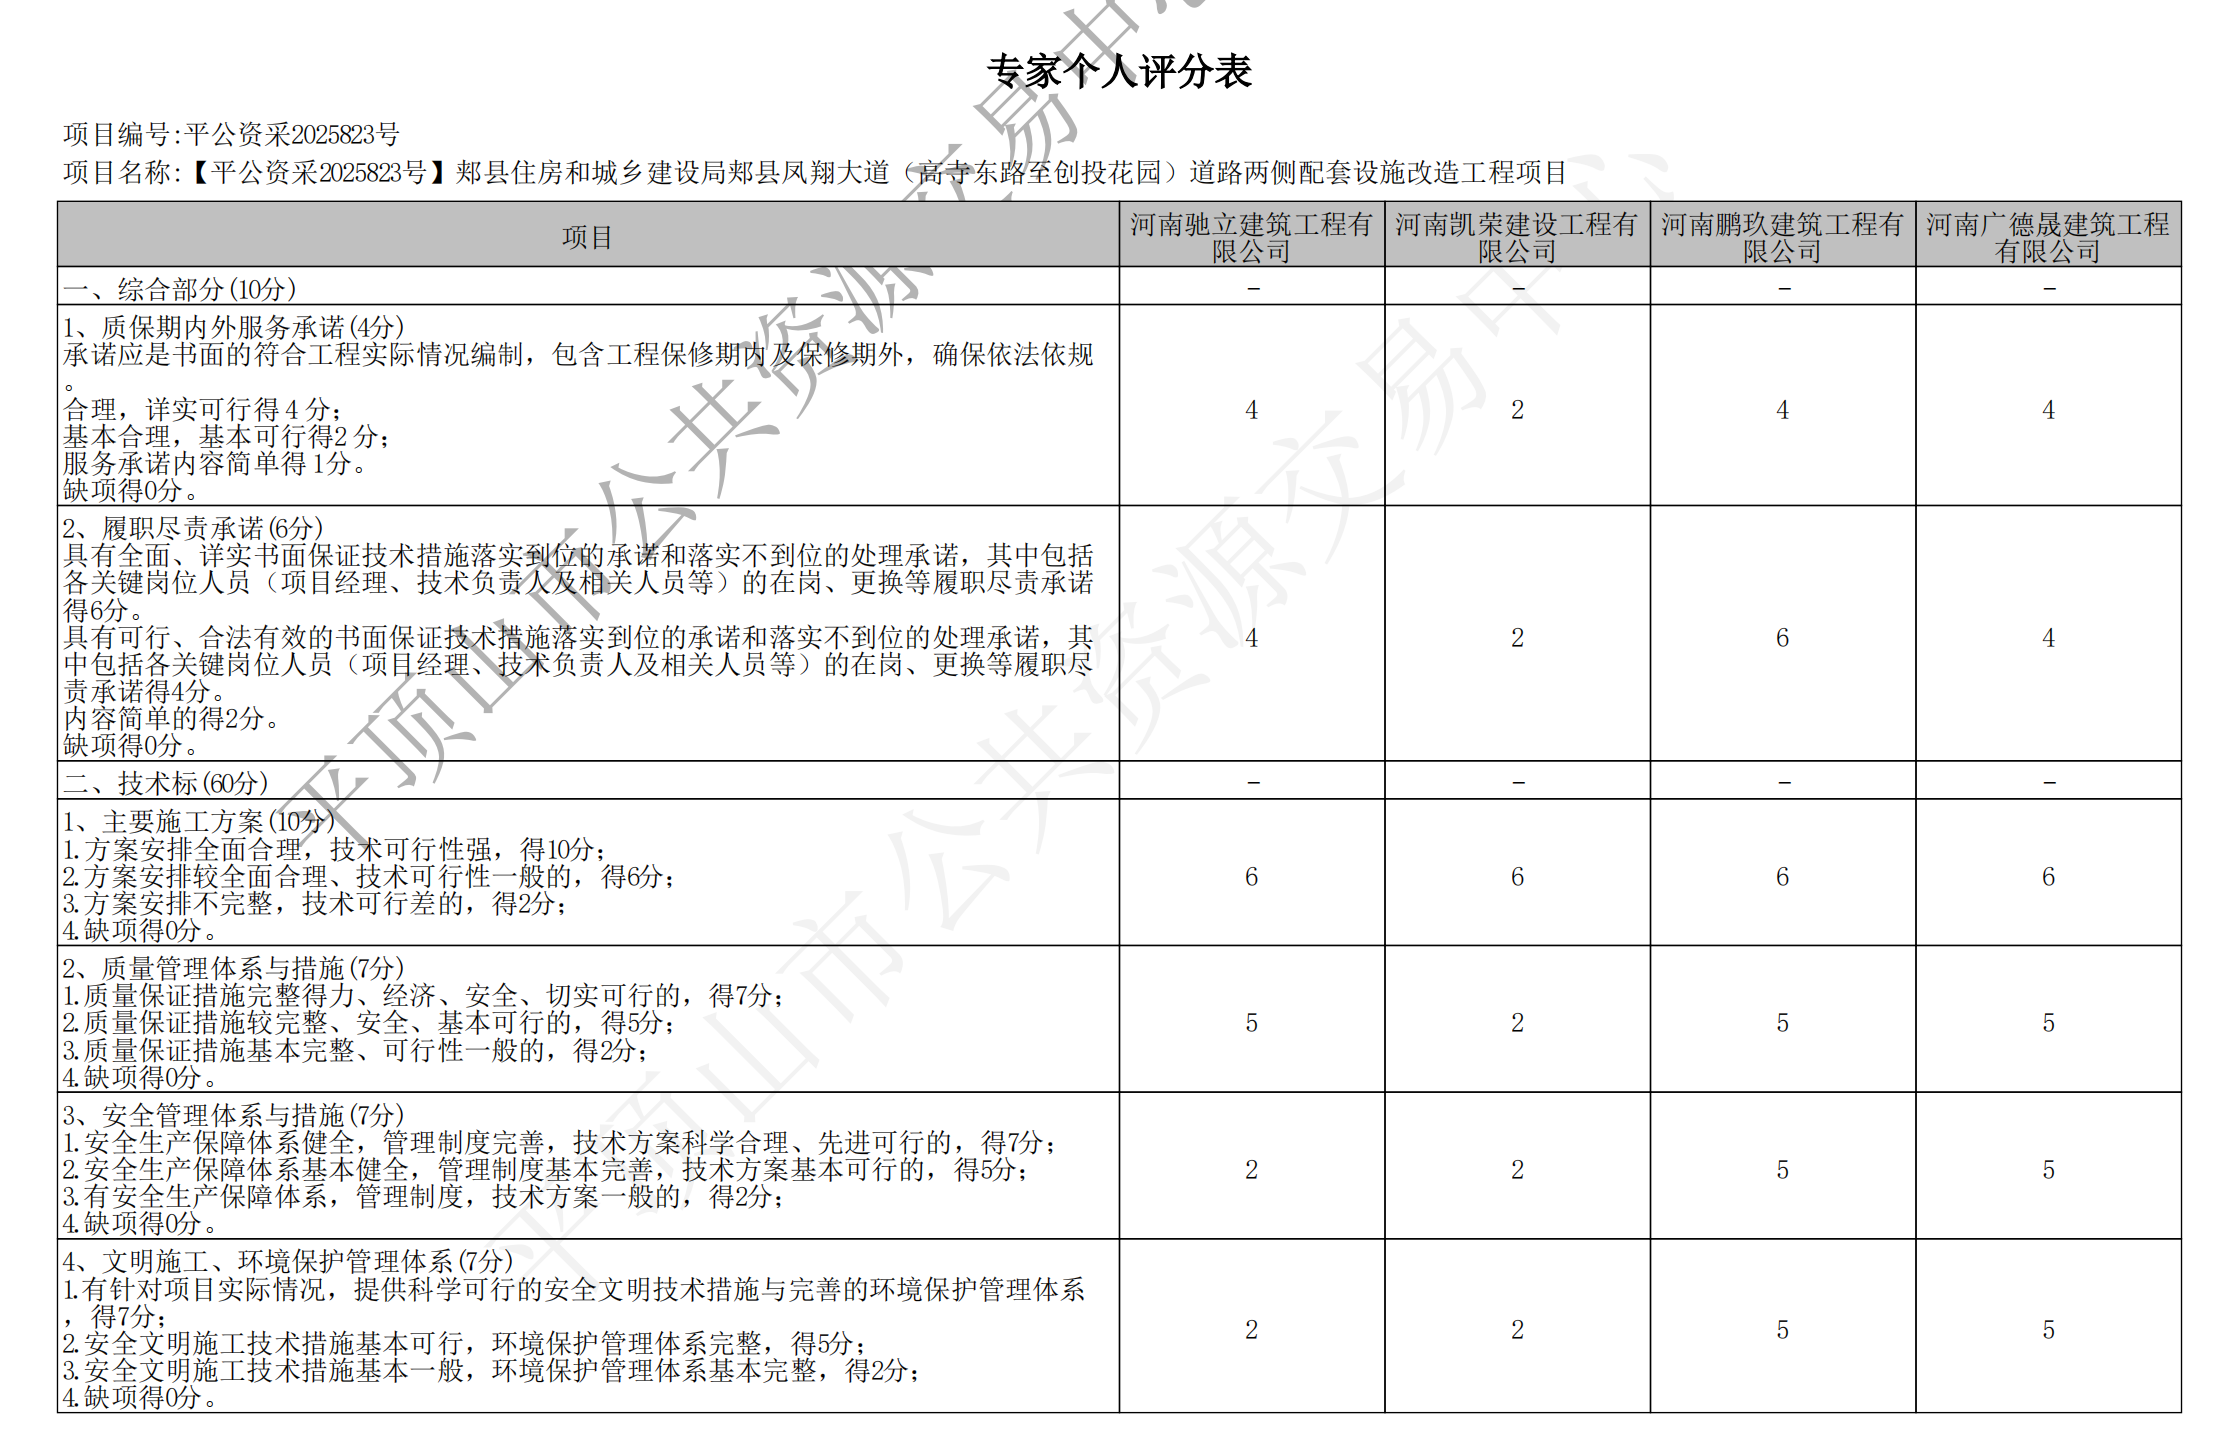 专家个人评分表
项目编号:平公资采2025823号
项目名称:【平公资采2025823号】郏县住房和城乡建设局郏县凤翔大道（高寺东路至创投花园）道路两侧配套设施改造工程项目
项目
河南驰立建筑工程有
限公司
河南凯荣建设工程有
限公司
河南鹏玖建筑工程有
限公司
河南广德晟建筑工程
有限公司
一、综合部分(10分)
-
-
-
-
1、质保期内外服务承诺(4分)
承诺应是书面的符合工程实际情况编制，包含工程保修期内及保修期外，确保依法依规
。
合理，详实可行得 4 分；
基本合理，基本可行得2 分；
服务承诺内容简单得 1分。
缺项得0分。
4
2
4
4
2、履职尽责承诺(6分)
具有全面、详实书面保证技术措施落实到位的承诺和落实不到位的处理承诺，其中包括
各关键岗位人员（项目经理、技术负责人及相关人员等）的在岗、更换等履职尽责承诺
得6分。
具有可行、合法有效的书面保证技术措施落实到位的承诺和落实不到位的处理承诺，其
中包括各关键岗位人员（项目经理、技术负责人及相关人员等）的在岗、更换等履职尽
责承诺得4分。
内容简单的得2分。
缺项得0分。
4
2
6
4
二、技术标(60分)
-
-
-
-
1、主要施工方案(10分)
1.方案安排全面合理，技术可行性强，得10分；
2.方案安排较全面合理、技术可行性一般的，得6分；
3.方案安排不完整，技术可行差的，得2分；
4.缺项得0分。
6
6
6
6
2、质量管理体系与措施(7分)
1.质量保证措施完整得力、经济、安全、切实可行的，得7分；
2.质量保证措施较完整、安全、基本可行的，得5分；
3.质量保证措施基本完整、可行性一般的，得2分；
4.缺项得0分。
5
2
5
5
3、安全管理体系与措施(7分)
1.安全生产保障体系健全，管理制度完善，技术方案科学合理、先进可行的，得7分；
2.安全生产保障体系基本健全，管理制度基本完善，技术方案基本可行的，得5分；
3.有安全生产保障体系，管理制度，技术方案一般的，得2分；
4.缺项得0分。
2
2
5
5
4、文明施工、环境保护管理体系(7分)
1.有针对项目实际情况，提供科学可行的安全文明技术措施与完善的环境保护管理体系
，得7分；
2.安全文明施工技术措施基本可行，环境保护管理体系完整，得5分；
3.安全文明施工技术措施基本一般，环境保护管理体系基本完整，得2分；
4.缺项得0分。
2
2
5
5
平顶山市公共资源交易中心
平顶山市公共资源交易中心